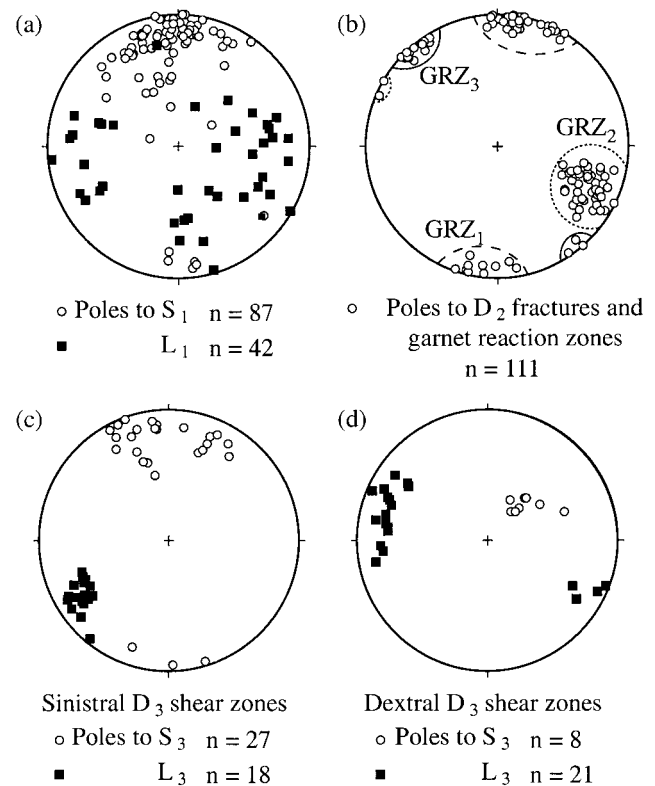 (a)
(b)
GRZ3
GRZ2
GRZ1
Poles to S1 n = 87
L1 n = 42
Poles to D2 fractures and
garnet reaction zones
n = 111
(c)
(d)
Sinistral D3 shear zones
Poles to S3 n = 27
L3 n = 18
Dextral D3 shear zones
Poles to S3 n = 8
L3 n = 21